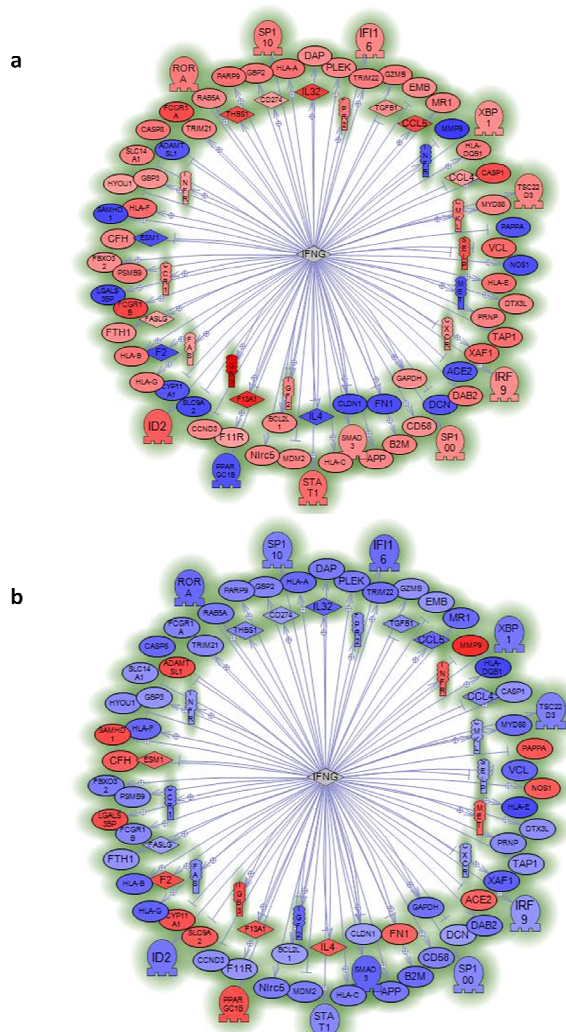 a
SP1
10
DAP
IFI1
6
PARP9
GBP2
HLA-A
PLEK
TRIM22
GZMB
EMB
MR1
ROR
A
RAB5A
THBS1
CD274
IL32
TGFB1
CCL5
MMP9
XBP
1
FCGR1
A
TRIM21
HLA-
DQB1
CASP8
ADAMT
SL1
CCL4
CASP1
SLC14
A1
GBP3
MYD88
TSC22
D3
HYOU1
PAPPA
SAMHD
1
HLA-F
VCL
CFH
ESM1
IFNG
NOS1
FBXO3
2
PSMB9
HLA-E
LGALS
3BP
FCGR1
B
DTX3L
FASLG
PRNP
FTH1
TAP1
HLA-B
F2
XAF1
HLA-G
CYP11
A1
GAPDH
ACE2
IRF
9
SLC9A
2
F13A1
IL4
CLDN1
FN1
DCN
DAB2
ID2
CCND3
F11R
BCL2L
1
SMAD
3
CD58
SP1
00
PPAR
GC1B
Nlrc5
MDM2
HLA-C
APP
B2M
STA
T1
b
SP1
10
DAP
IFI1
6
PARP9
GBP2
HLA-A
PLEK
TRIM22
GZMB
EMB
MR1
ROR
A
RAB5A
THBS1
CD274
IL32
TGFB1
CCL5
MMP9
XBP
1
FCGR1
A
TRIM21
HLA-
DQB1
CASP8
ADAMT
SL1
CCL4
CASP1
SLC14
A1
GBP3
MYD88
TSC22
D3
HYOU1
PAPPA
SAMHD
1
HLA-F
VCL
CFH
ESM1
IFNG
NOS1
FBXO3
2
PSMB9
HLA-E
LGALS
3BP
FCGR1
B
DTX3L
FASLG
PRNP
FTH1
TAP1
HLA-B
F2
XAF1
HLA-G
CYP11
A1
GAPDH
ACE2
IRF
9
SLC9A
2
F13A1
IL4
CLDN1
FN1
DCN
DAB2
ID2
CCND3
F11R
BCL2L
1
SMAD
3
CD58
SP1
00
PPAR
GC1B
Nlrc5
MDM2
HLA-C
APP
B2M
STA
T1